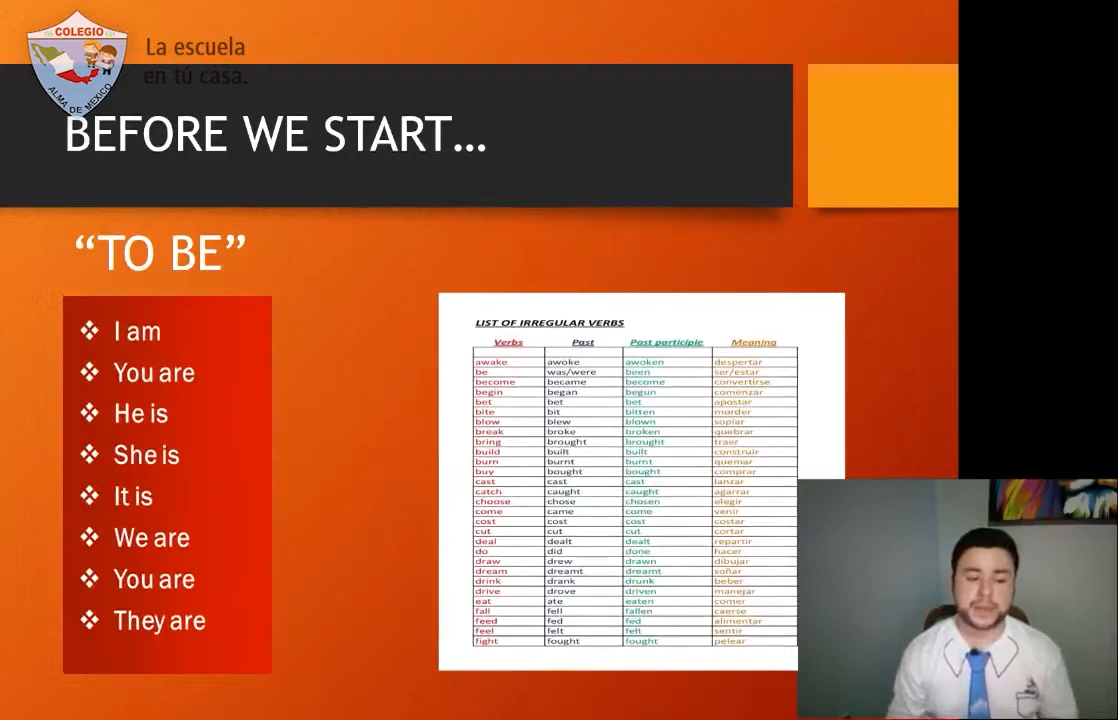 COLEGIO
ALMA DE MEXICO
La escuela
en tú casa.
BEFORE WE START...
“TO BE”
I am
You are
He is
She is
It is
We are
You are
They are
LIST OF IRREGULAR VERBS
Verbs Past Past participle Meaning
awake awoke awoken despertar
be was/were been ser/estar
become became become convertirse
begin began begun comenzar
bet bet bet apostar
bite bit bitten morder
blow blew blown soplar
break broke broken quebrar
bring brought brought traer
build built built construir
burn burnt burnt quemar
buy bought bought comprar
cast cast cast lanzar
catch caught caught agarrar
choose chose chosen elegir
come came come venir
cost cost cost costar
cut cut cut cortar
deal dealt dealt repartir
do did done hacer
draw drew drawn dibujar
dream dreamt dreamt soñar
drink drank drunk beber
drive drove driven manejar
eat ate eaten comer
fall fell fallen caerse
feed fed fed alimentar
feel felt felt sentir
fight fought fought pelear